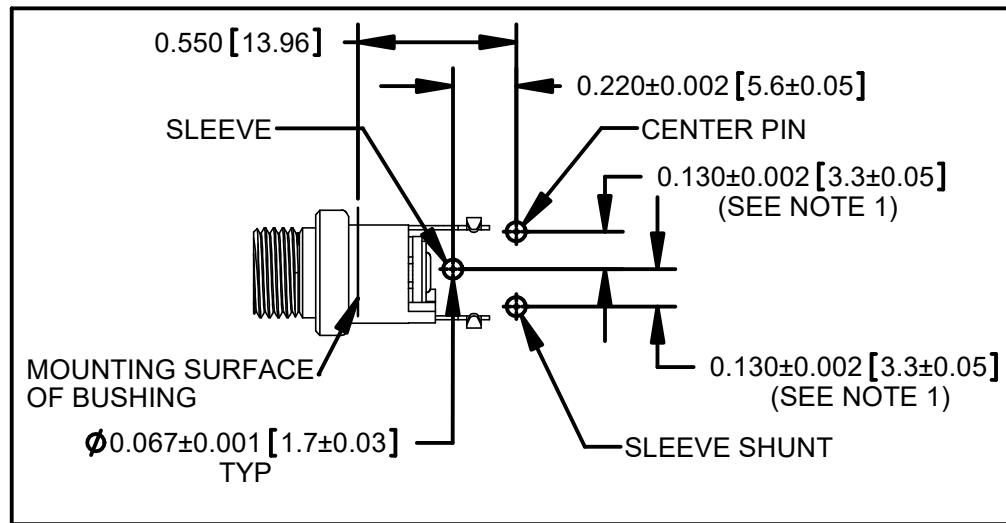 0.550 [13.96]
0.220±0.002 [5.6±0.05]
SLEEVE
CENTER PIN
0.130±0.002 [3.3±0.05]
(SEE NOTE 1)
MOUNTING SURFACE
OF BUSHING
0.130±0.002 [3.3±0.05]
(SEE NOTE 1)
Ø0.067±0.001 [1.7±0.03]
TYP
SLEEVE SHUNT